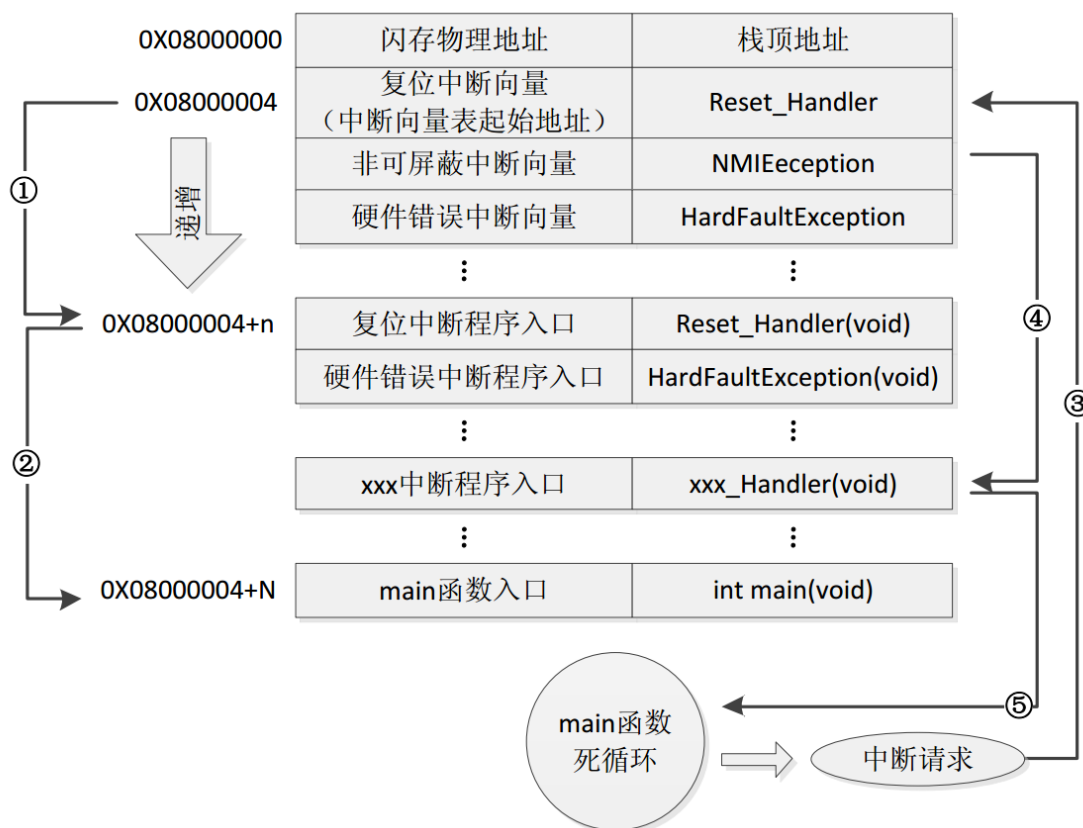 0X08000000 闪存物理地址 栈顶地址
0X08000004 复位中断向量
（中断向量表起始地址） Reset_Handler
非可屏蔽中断向量 NMIEeception
硬件错误中断向量 HardFaultException
①
递增
⋮ ⋮
0X08000004+n 复位中断程序入口 Reset_Handler(void)
④
硬件错误中断程序入口 HardFaultException(void)
③
⋮ ⋮
②
xxx中断程序入口 xxx_Handler(void)
⋮ ⋮
0X08000004+N main函数入口 int main(void)
⑤
main函数
死循环
中断请求